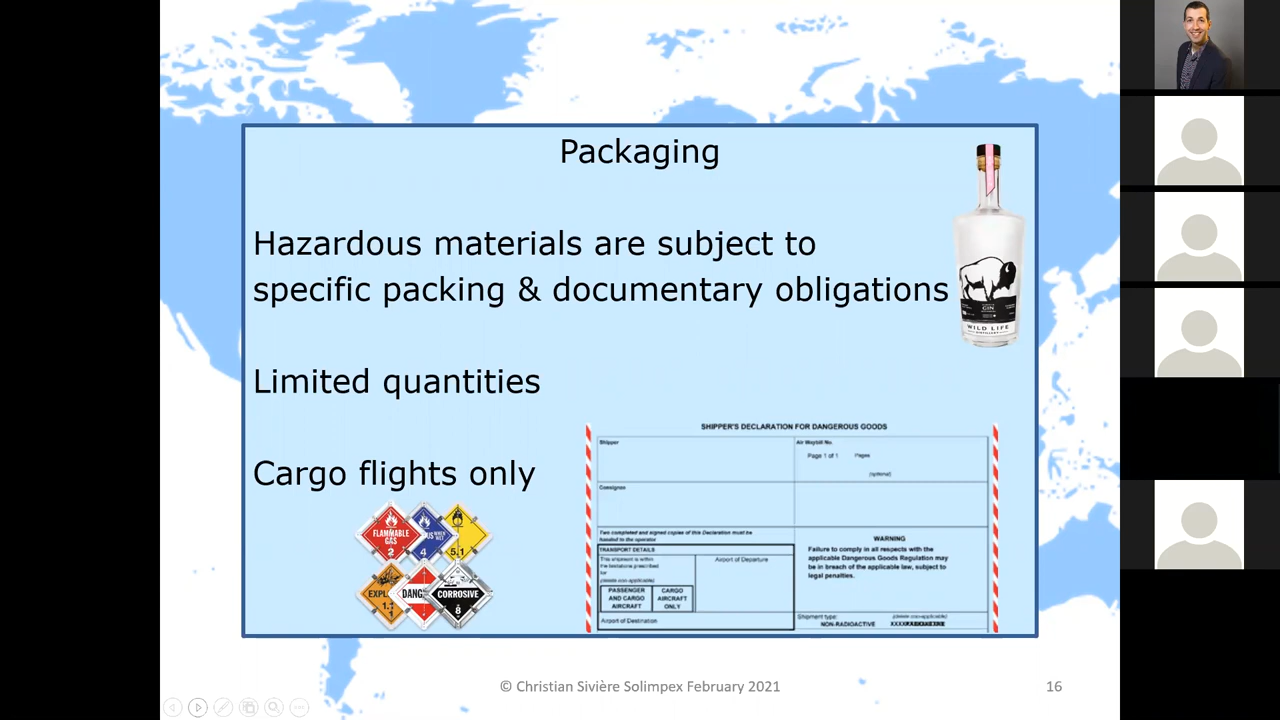 Packaging
Hazardous materials are subject to
specific packing & documentary obligations
GIN
WILD LIFE
DISTILLERY
Limited quantities
Cargo flights only
FLAMMABLE
GAS
2
4
5.1
1.1
DANG
CORROSIVE
8
SHIPPER'S DECLARATION FOR DANGEROUS GOODS
Shipper
Air Waybill No.
Page 1 of 1 Pages
(optional)
Consignee
Two completed and signed copies of this Declaration must be
handed to the operator
TRANSPORT DETAILS
This shipment is within
the limitations prescribed
for
(delete non applicable)
Airport of Departure
PASSENGER
AND CARGO
AIRCRAFT
CARGO
AIRCRAFT
ONLY
Airport of Destination
WARNING
Failure to comply in all respects with the
applicable Dangerous Goods Regulation may
be in breach of the applicable law, subject to
legal penalties.
Shipment type: (delete non-applicable)
NON-RADIOACTIVE
© Christian Sivière Solimpex February 2021
16